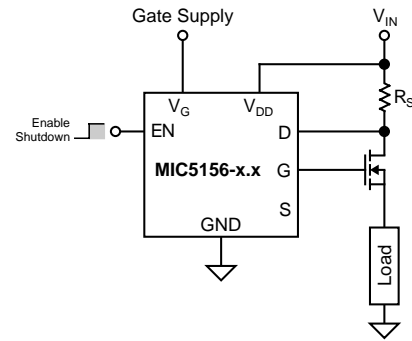 Gate Supply
VIN
VG
VDD
RS
Enable
Shutdown
EN
D
MIC5156-x.x
G
S
GND
Load